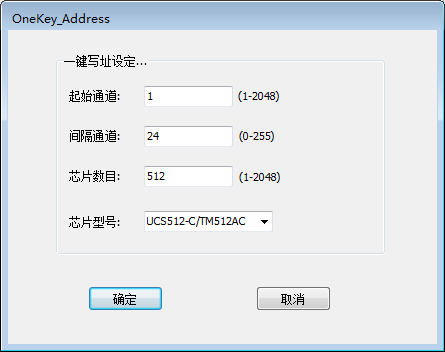 OneKey_Address
一键写址设定...
起始通道: 1 (1-2048)
间隔通道: 24 (0-255)
芯片数目: 512 (1-2048)
芯片型号: UCS512-C/TM512AC
确定 取消